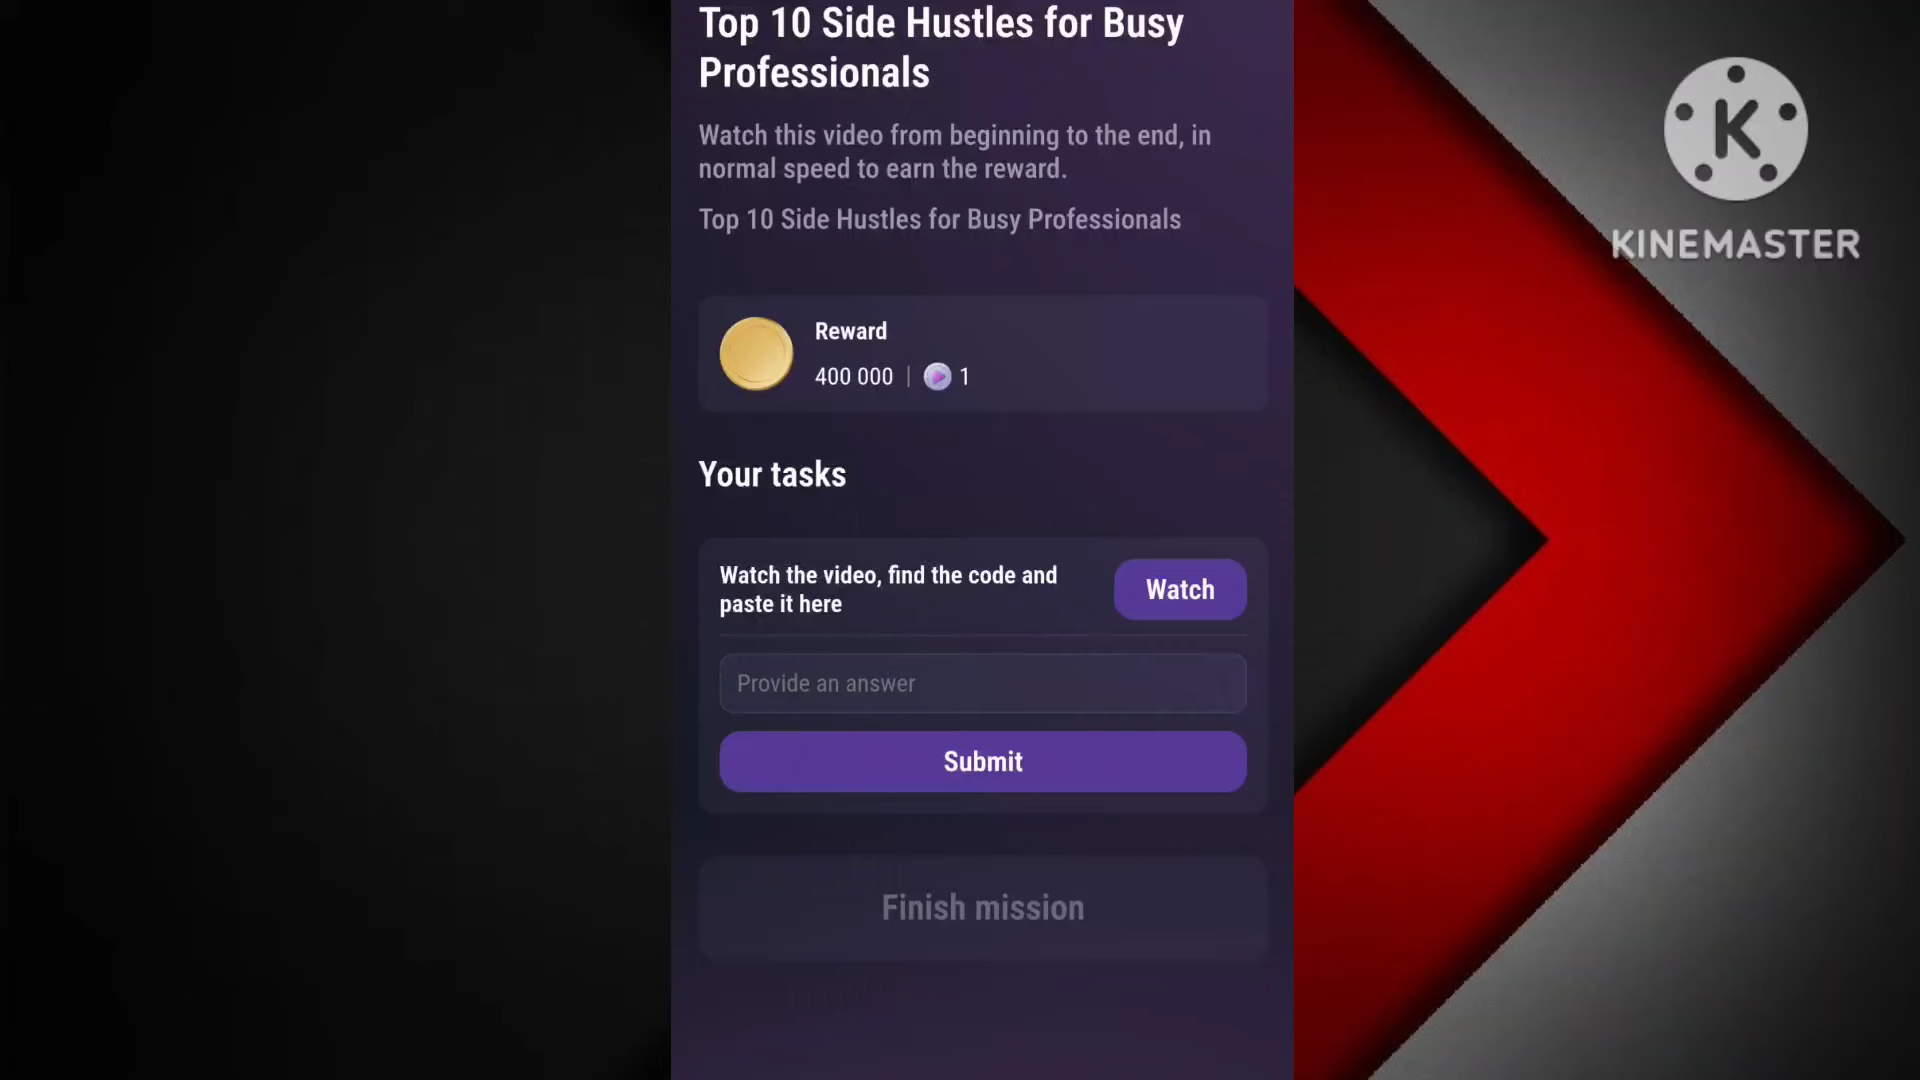 Top 10 Side Hustles for Busy
Professionals
Watch this video from beginning to the end, in
normal speed to earn the reward.
Top 10 Side Hustles for Busy Professionals
Reward
400 000 | 1
Your tasks
Watch the video, find the code and
paste it here
Watch
Provide an answer
Submit
Finish mission
K
KINEMASTER